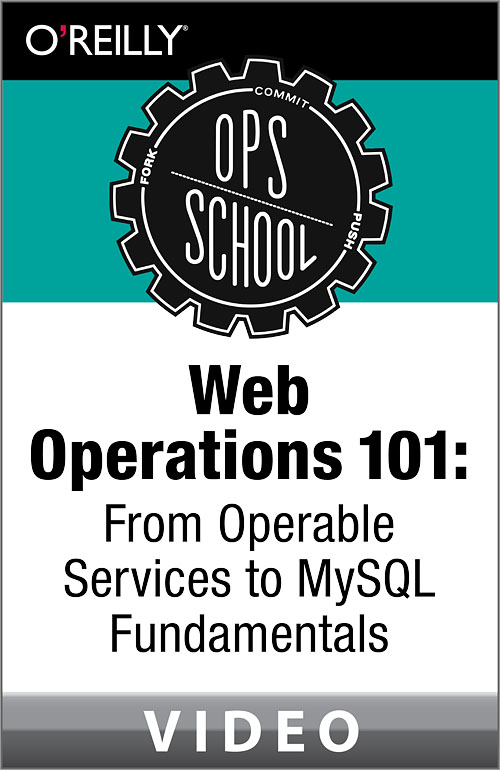 O'REILLY®
COMMIT
FORK
OPS
SCHOOL
PUSH
Web
Operations 101:
From Operable
Services to MySQL
Fundamentals
VIDEO